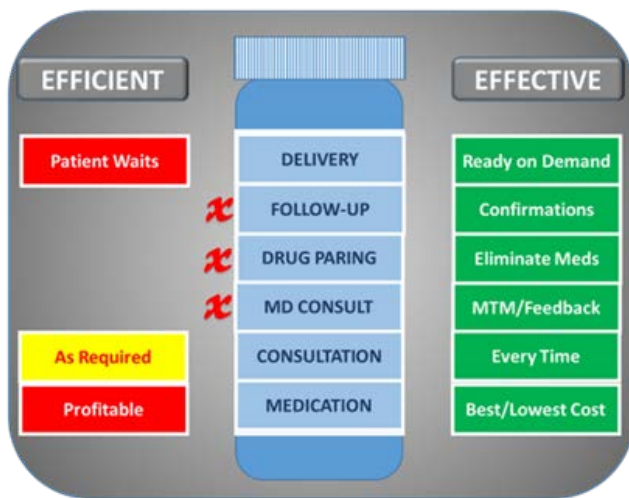 EFFICIENT
EFFECTIVE
Patient Waits
DELIVERY
Ready on Demand
x
FOLLOW-UP
Confirmations
x
DRUG PARING
Eliminate Meds
x
MD CONSULT
MTM/Feedback
As Required
CONSULTATION
Every Time
Profitable
MEDICATION
Best/Lowest Cost